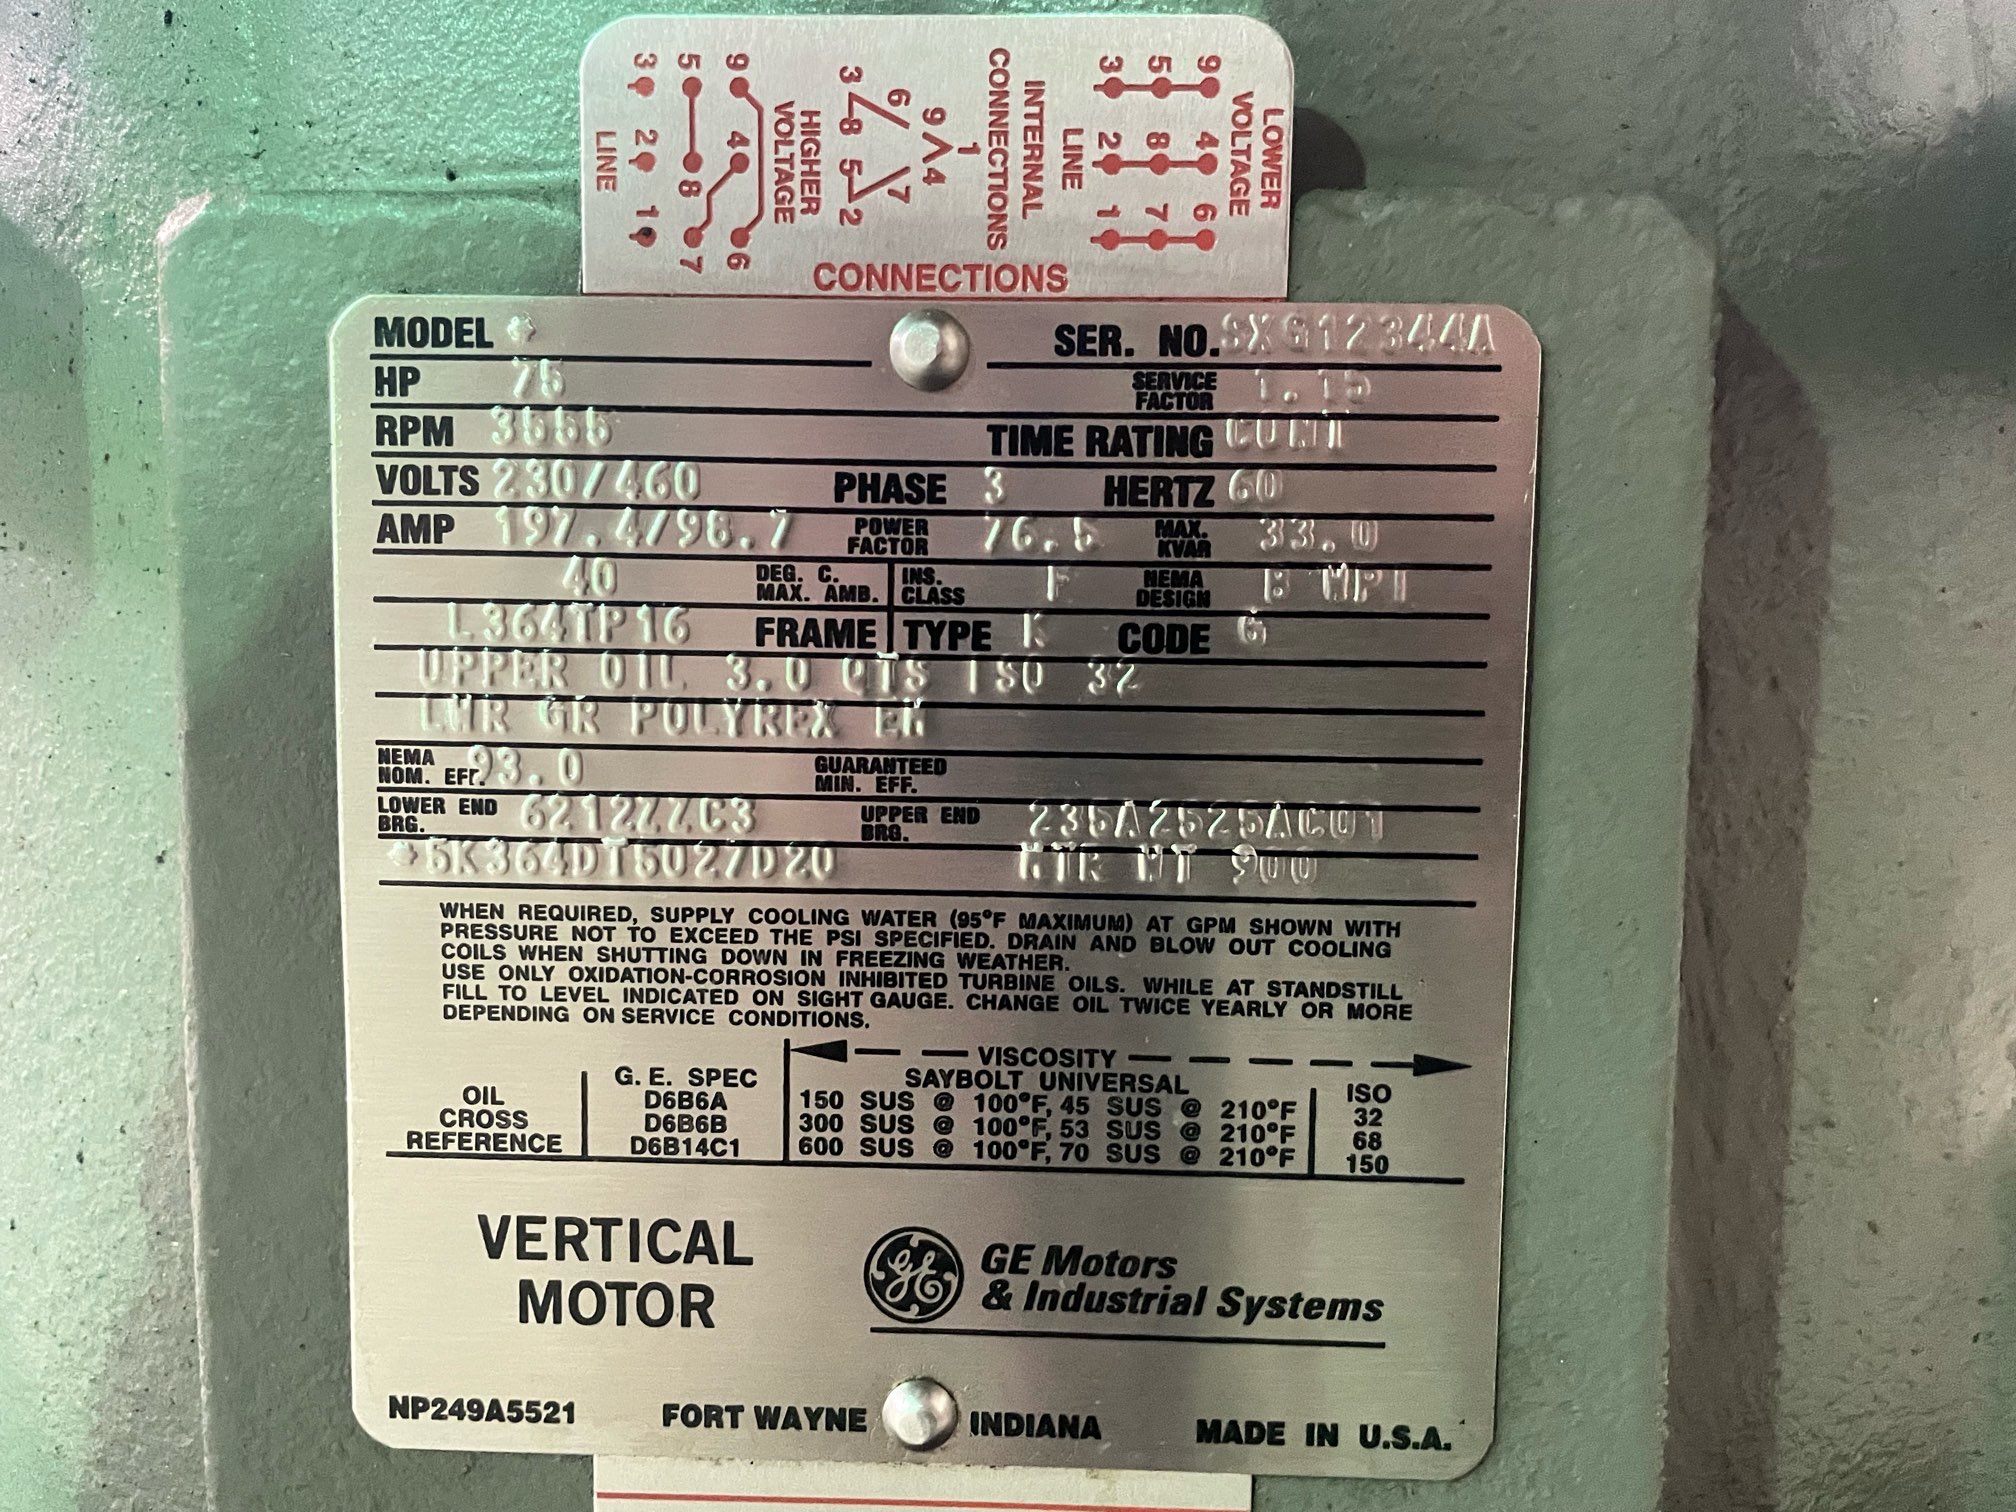 LOWER
VOLTAGE
9 4 6
5 8 7
3 2 1
LINE
INTERNAL
CONNECTIONS
1
9 4
6 7
3 8 5 2
HIGHER
VOLTAGE
9 4 6
5 8 7
3 2 1
LINE
CONNECTIONS
MODEL * SER. NO. SXG12344A
HP 75 SERVICE FACTOR 1.15
RPM 3555 TIME RATING CONT
VOLTS 230/460 PHASE 3 HERTZ 60
AMP 197.4/98.7 POWER FACTOR 76.5 MAX. KVAR 33.0
40 DEG. C. MAX. AMB. INS. CLASS F NEMA DESIGN B WP1
L364TP16 FRAME TYPE K CODE G
UPPER OIL 3.0 QTS ISO 32
LWR GR POLYREX EM
NEMA NOM. EFF. 93.0 GUARANTEED MIN. EFF.
LOWER END BRG. 6212ZZC3 UPPER END BRG. 235A2525AC01
*5K364DT5027D20 MTR WT 900
WHEN REQUIRED, SUPPLY COOLING WATER (95°F MAXIMUM) AT GPM SHOWN WITH
PRESSURE NOT TO EXCEED THE PSI SPECIFIED. DRAIN AND BLOW OUT COOLING
COILS WHEN SHUTTING DOWN IN FREEZING WEATHER.
USE ONLY OXIDATION-CORROSION INHIBITED TURBINE OILS. WHILE AT STANDSTILL
FILL TO LEVEL INDICATED ON SIGHT GAUGE. CHANGE OIL TWICE YEARLY OR MORE
DEPENDING ON SERVICE CONDITIONS.
VISCOSITY
OIL CROSS REFERENCE G. E. SPEC SAYBOLT UNIVERSAL ISO
D6B6A 150 SUS @ 100°F, 45 SUS @ 210°F 32
D6B6B 300 SUS @ 100°F, 53 SUS @ 210°F 68
D6B14C1 600 SUS @ 100°F, 70 SUS @ 210°F 150
VERTICAL
MOTOR
GE
GE Motors
& Industrial Systems
NP249A5521 FORT WAYNE INDIANA MADE IN U.S.A.